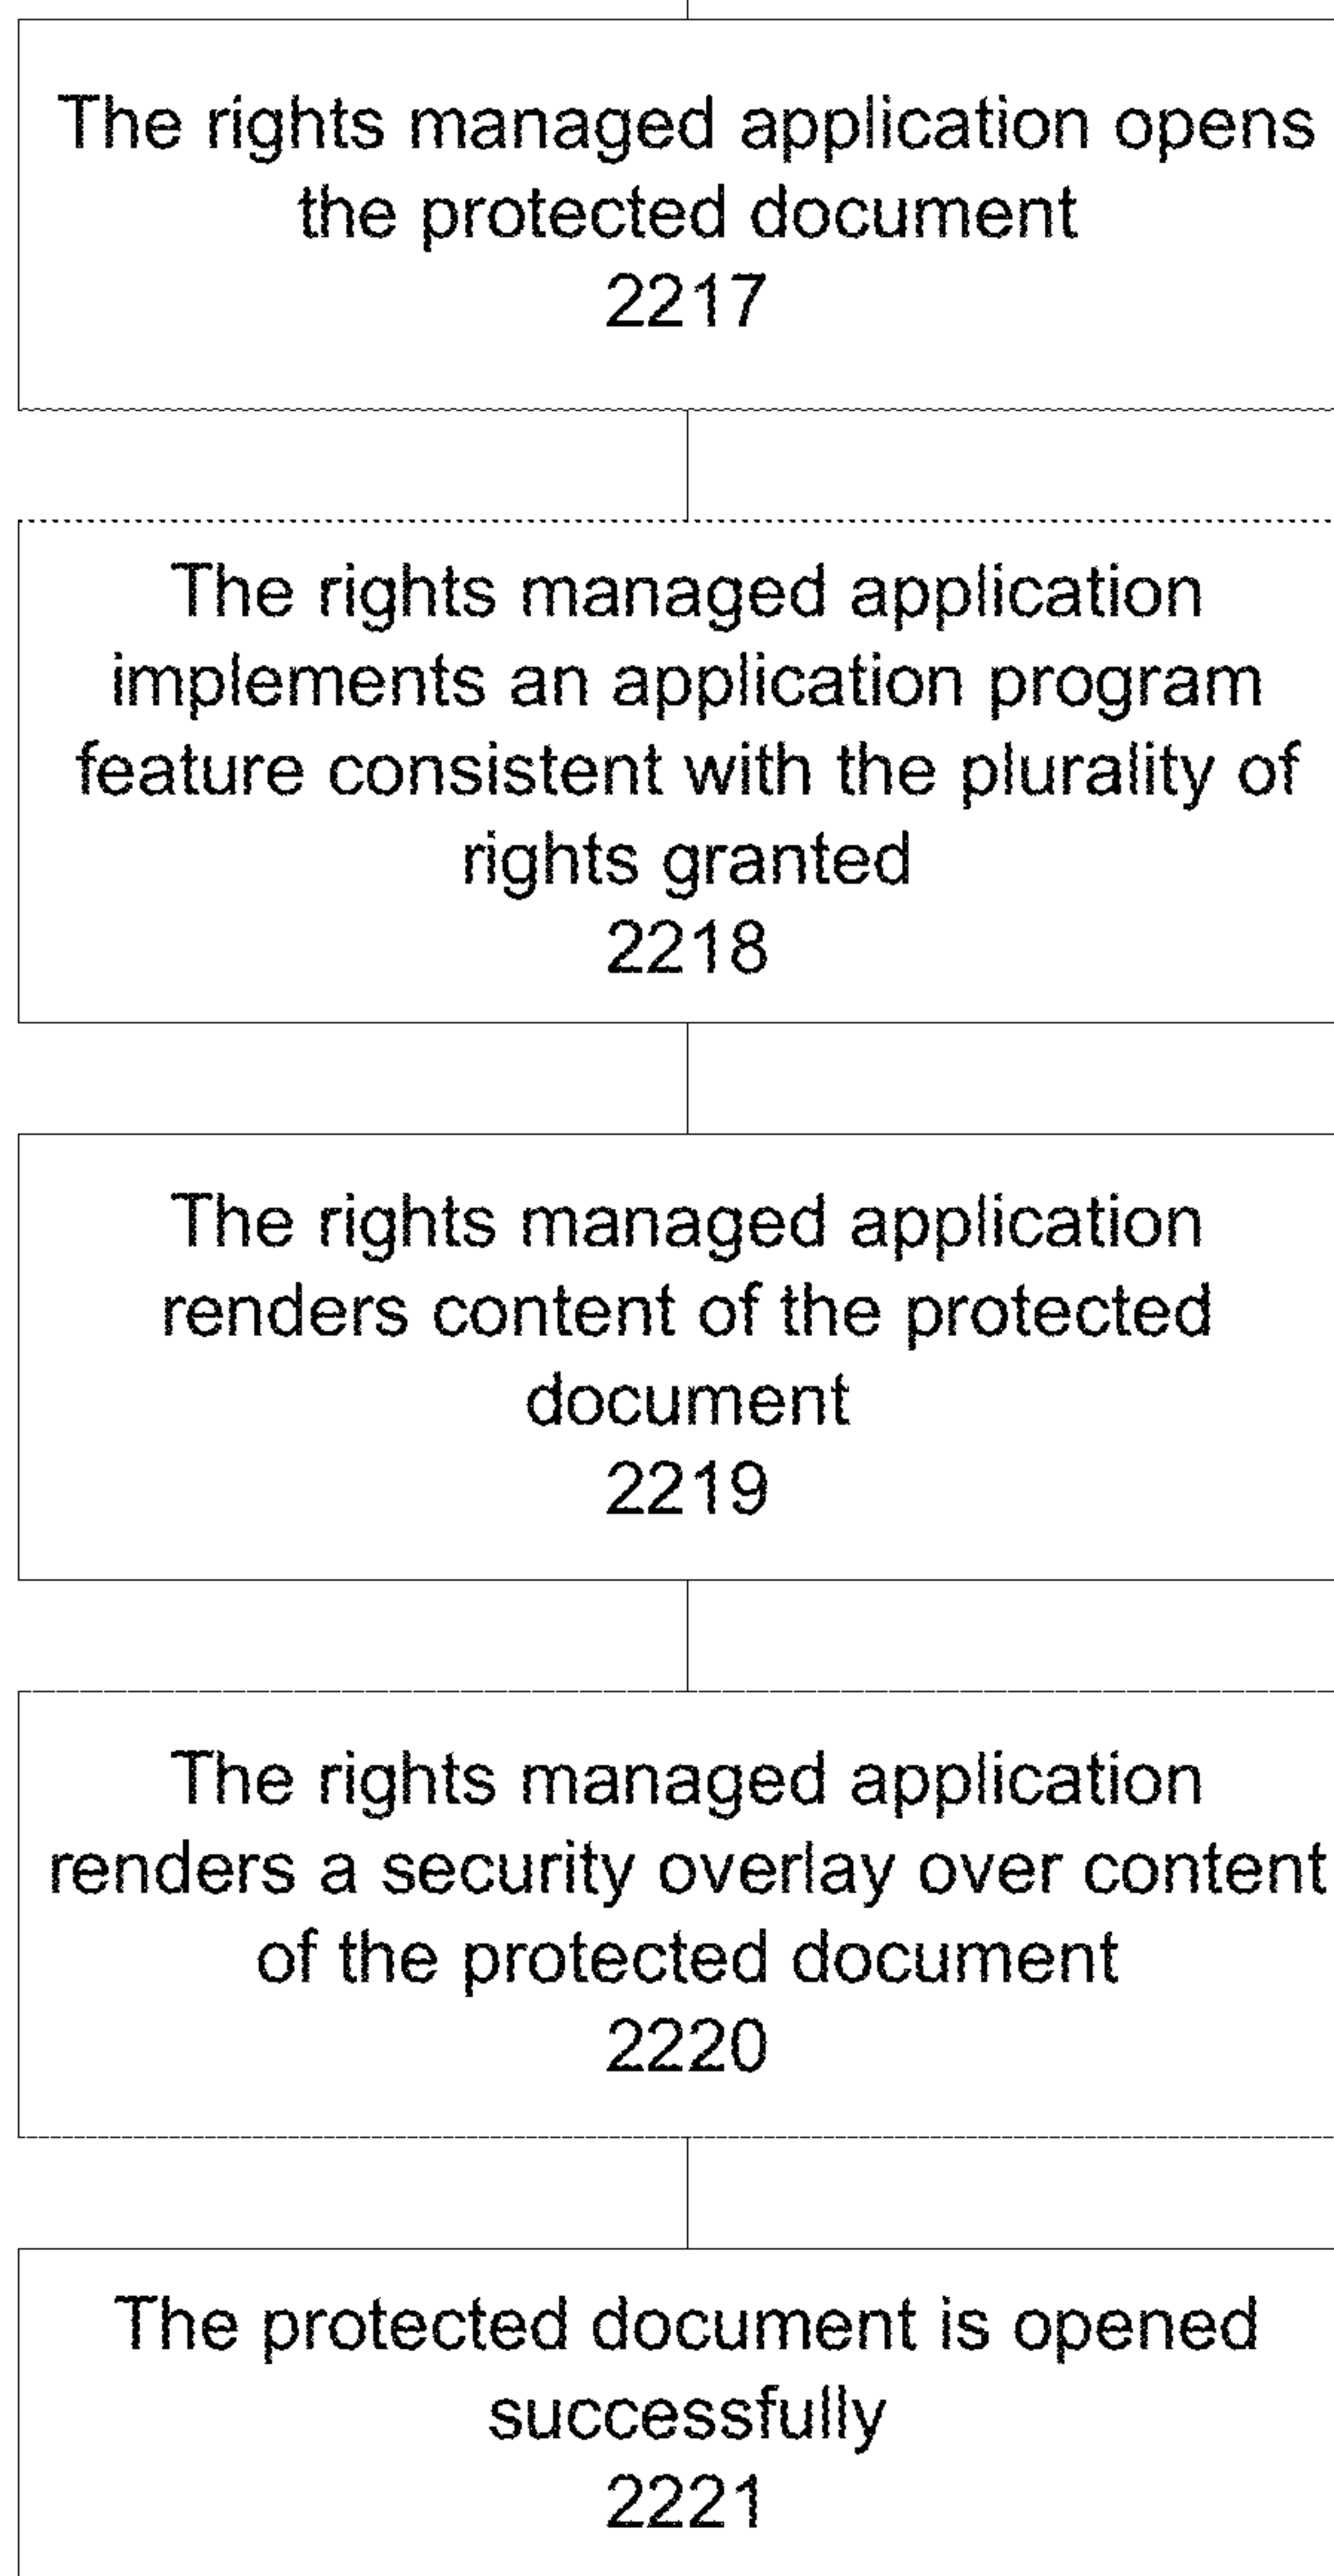 The rights managed application opens
the protected document
2217
The rights managed application
implements an application program
feature consistent with the plurality of
rights granted
2218
The rights managed application
renders content of the protected
document
2219
The rights managed application
renders a security overlay over content
of the protected document
2220
The protected document is opened
successfully
2221